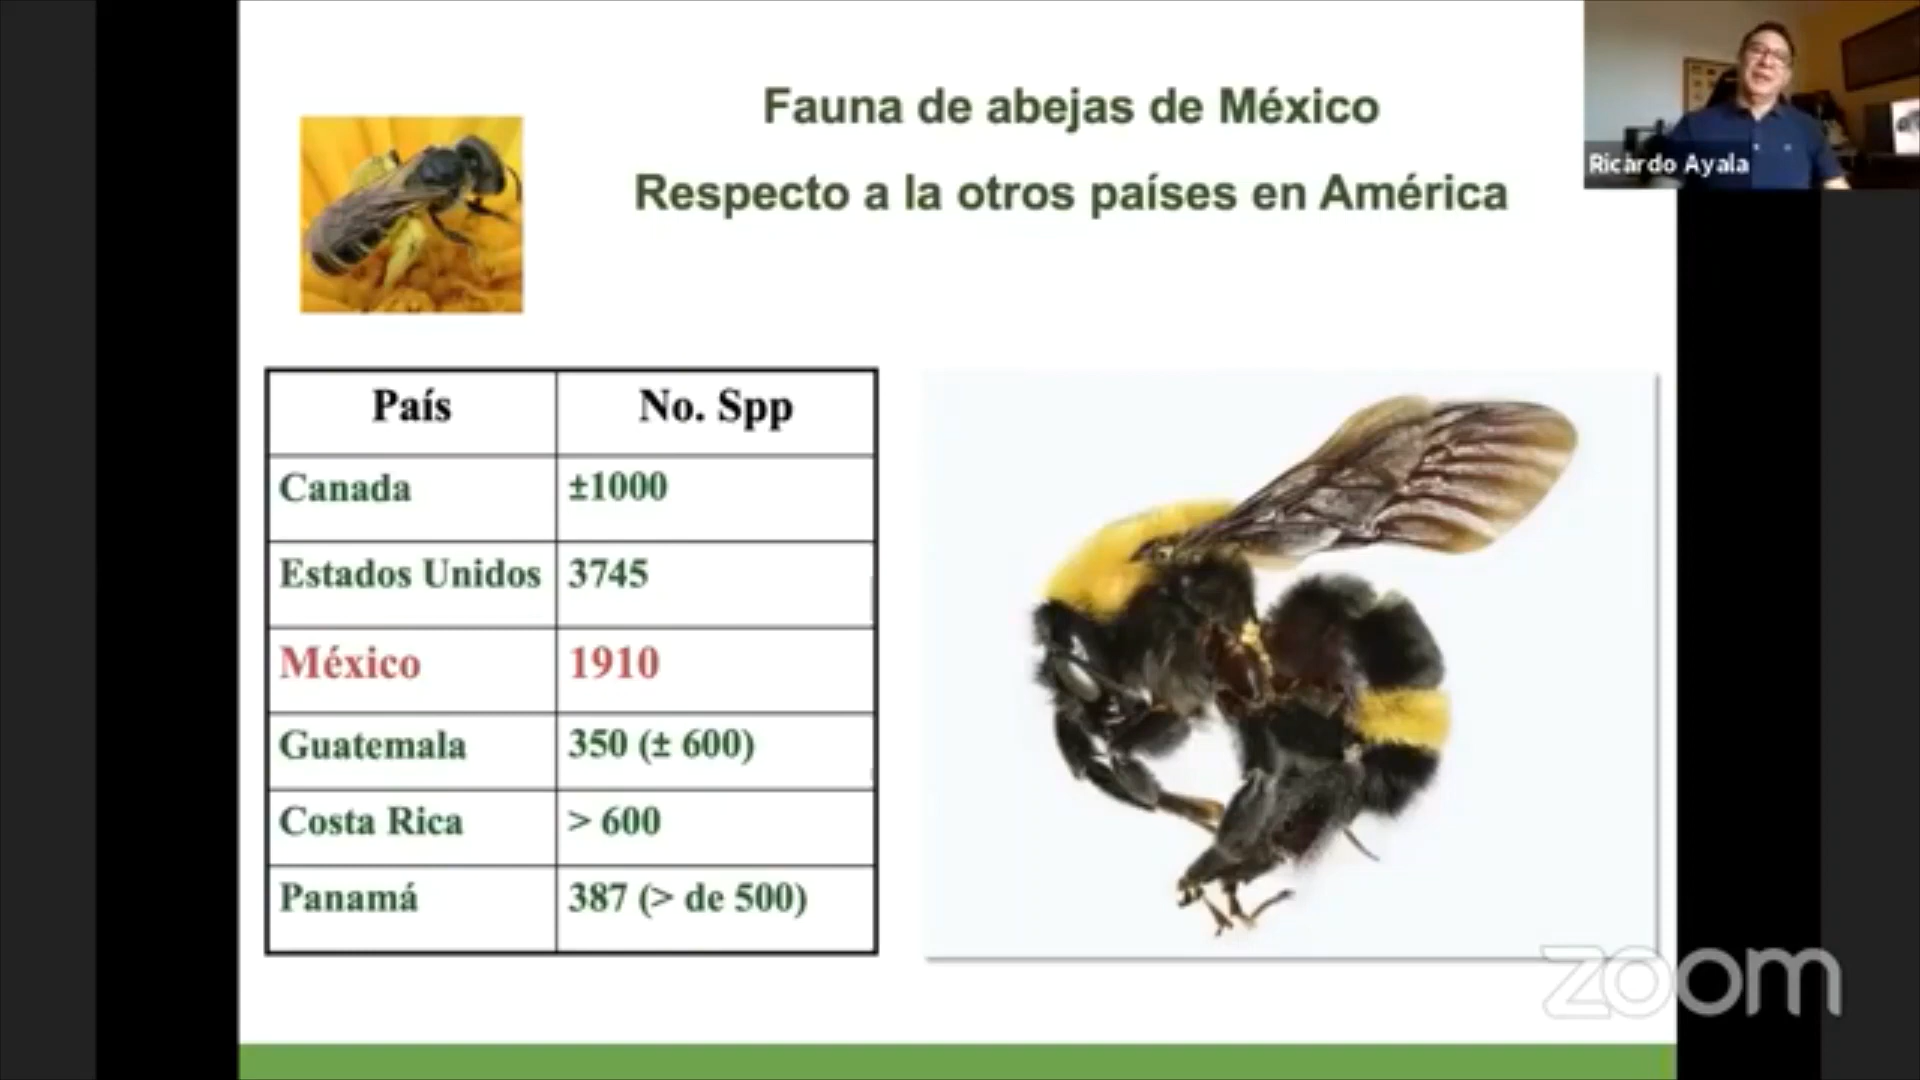 Fauna de abejas de México
Respecto a la otros países en América
Ricardo Ayala
País No. Spp
Canada ±1000
Estados Unidos 3745
México 1910
Guatemala 350 (± 600)
Costa Rica > 600
Panamá 387 (> de 500)
zoom